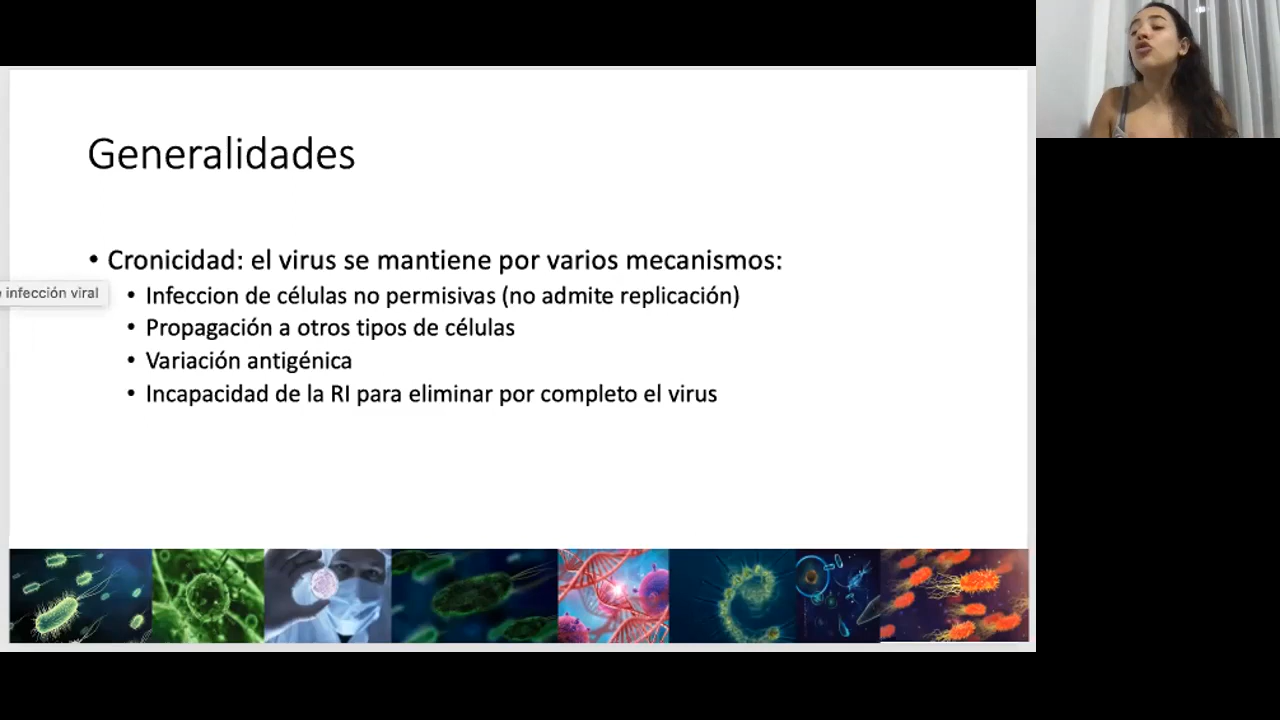 Generalidades
• Cronicidad: el virus se mantiene por varios mecanismos:
infección viral
• Infeccion de células no permisivas (no admite replicación)
• Propagación a otros tipos de células
• Variación antigénica
• Incapacidad de la RI para eliminar por completo el virus